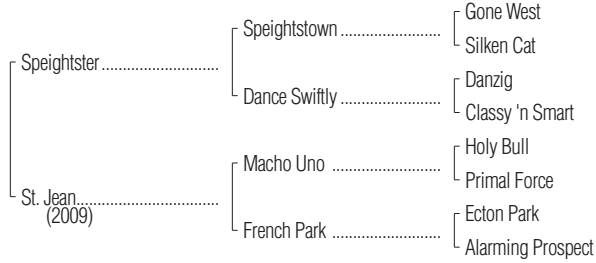 Gone West
Speightstown ......................
Silken Cat
Speightster ..........................
Danzig
Dance Swiftly ......................
Classy 'n Smart
Holy Bull
Macho Uno ........................
Primal Force
St. Jean ................................
(2009)
Ecton Park
French Park ........................
Alarming Prospect